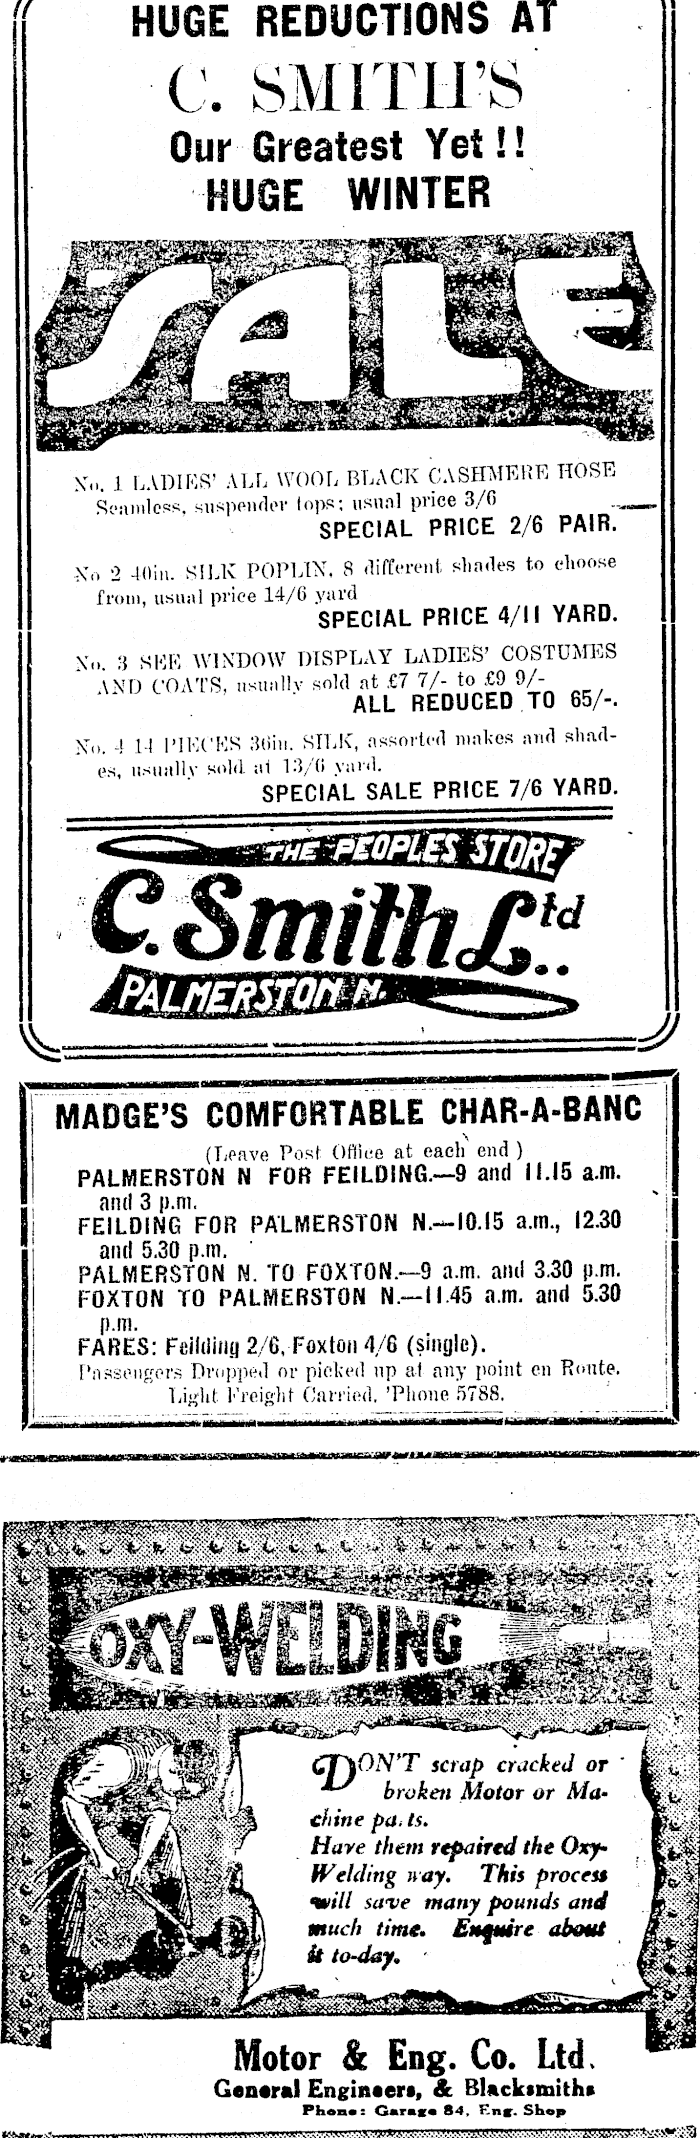 HUGE REDUCTIONS AT
C. SMITH'S
Our Greatest Yet!!
HUGE WINTER
SALE
No. 1 LADIES' ALL WOOL BLACK CASHMERE HOSE
Seamless, suspender tops; usual price 3/6
SPECIAL PRICE 2/6 PAIR.
No 2 40in. SILK POPLIN, 8 different shades to choose
from, usual price 14/6 yard
SPECIAL PRICE 4/11 YARD.
No. 3 SEE WINDOW DISPLAY LADIES' COSTUMES
AND COATS, usually sold at £7 7/- to £9 9/-
ALL REDUCED TO 65/-.
No. 4 14 PIECES 36in. SILK, assorted makes and shad-
es, usually sold at 13/6 yard.
SPECIAL SALE PRICE 7/6 YARD.
THE PEOPLES STORE
C. Smith Ltd..
PALMERSTON N.
MADGE'S COMFORTABLE CHAR-A-BANC
(Leave Post Office at each end)
PALMERSTON N FOR FEILDING.—9 and 11.15 a.m.
and 3 p.m.
FEILDING FOR PALMERSTON N.—10.15 a.m., 12.30
and 5.30 p.m.
PALMERSTON N. TO FOXTON.—9 a.m. and 3.30 p.m.
FOXTON TO PALMERSTON N.—11.45 a.m. and 5.30
p.m.
FARES: Feilding 2/6, Foxton 4/6 (single).
Passengers Dropped or picked up at any point en Route.
Light Freight Carried. 'Phone 5788.
OXY-WELDING
DON'T scrap cracked or
broken Motor or Ma-
chine parts.
Have them repaired the Oxy-
Welding way. This process
will save many pounds and
much time. Enquire about
it to-day.
Motor & Eng. Co. Ltd.
General Engineers, & Blacksmiths
Phone: Garage 84, Eng. Shop